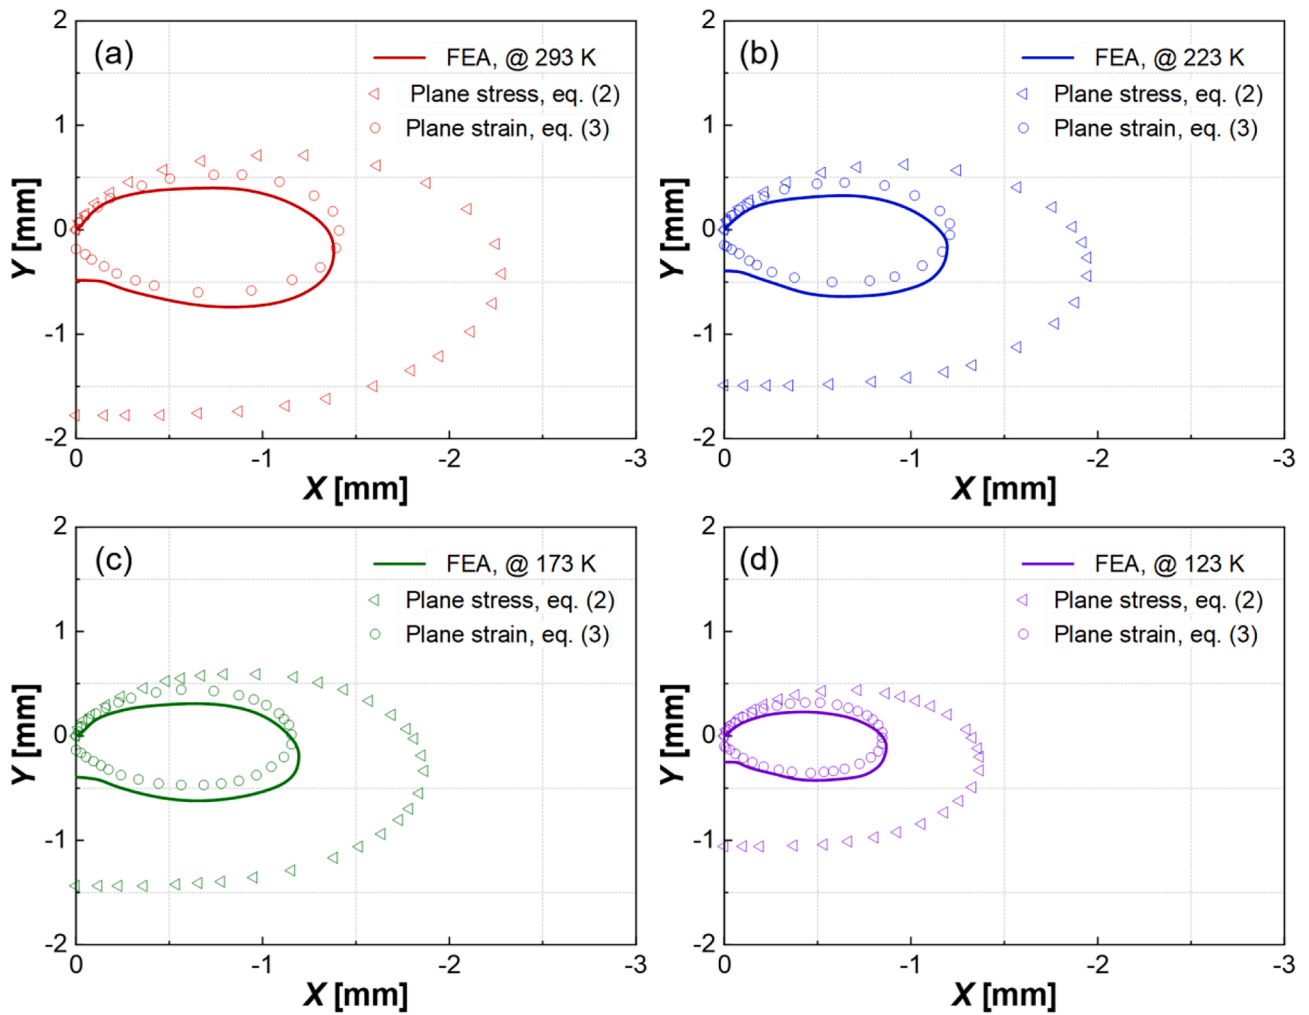 (a)
FEA, @ 293 K
Plane stress, eq. (2)
Plane strain, eq. (3)
2
1
0
-1
-2
Y [mm]
0
-1
-2
-3
X [mm]
(b)
FEA, @ 223 K
Plane stress, eq. (2)
Plane strain, eq. (3)
2
1
0
-1
-2
Y [mm]
0
-1
-2
-3
X [mm]
(c)
FEA, @ 173 K
Plane stress, eq. (2)
Plane strain, eq. (3)
2
1
0
-1
-2
Y [mm]
0
-1
-2
-3
X [mm]
(d)
FEA, @ 123 K
Plane stress, eq. (2)
Plane strain, eq. (3)
2
1
0
-1
-2
Y [mm]
0
-1
-2
-3
X [mm]